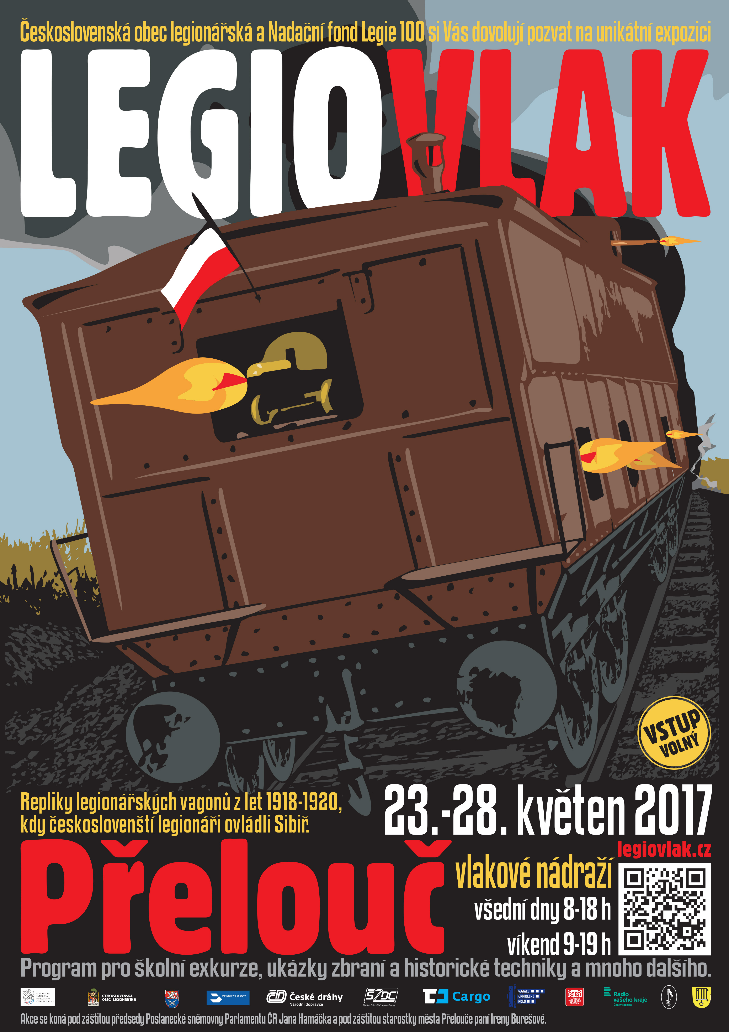 Československá obec legionářská a Nadační fond Legie 100 si Vás dovolují pozvat na unikátní expozici
LEGIOVLAK
VSTUP
VOLNÝ
Repliky legionářských vagonů z let 1918-1920,
kdy českoslovenští legionáři ovládli Sibiř.
23.-28. květen 2017
legiovlak.cz
Přelouč
vlakové nádraží
všední dny 8-18 h
víkend 9-19 h
Program pro školní exkurze, ukázky zbraní a historické techniky a mnoho dalšího.
České dráhy
SŽDC
Cargo
Akce se koná pod záštitou předsedy Poslanecké sněmovny Parlamentu ČR Jana Hamáčka a pod záštitou starostky města Přelouče paní Ireny Burešové.